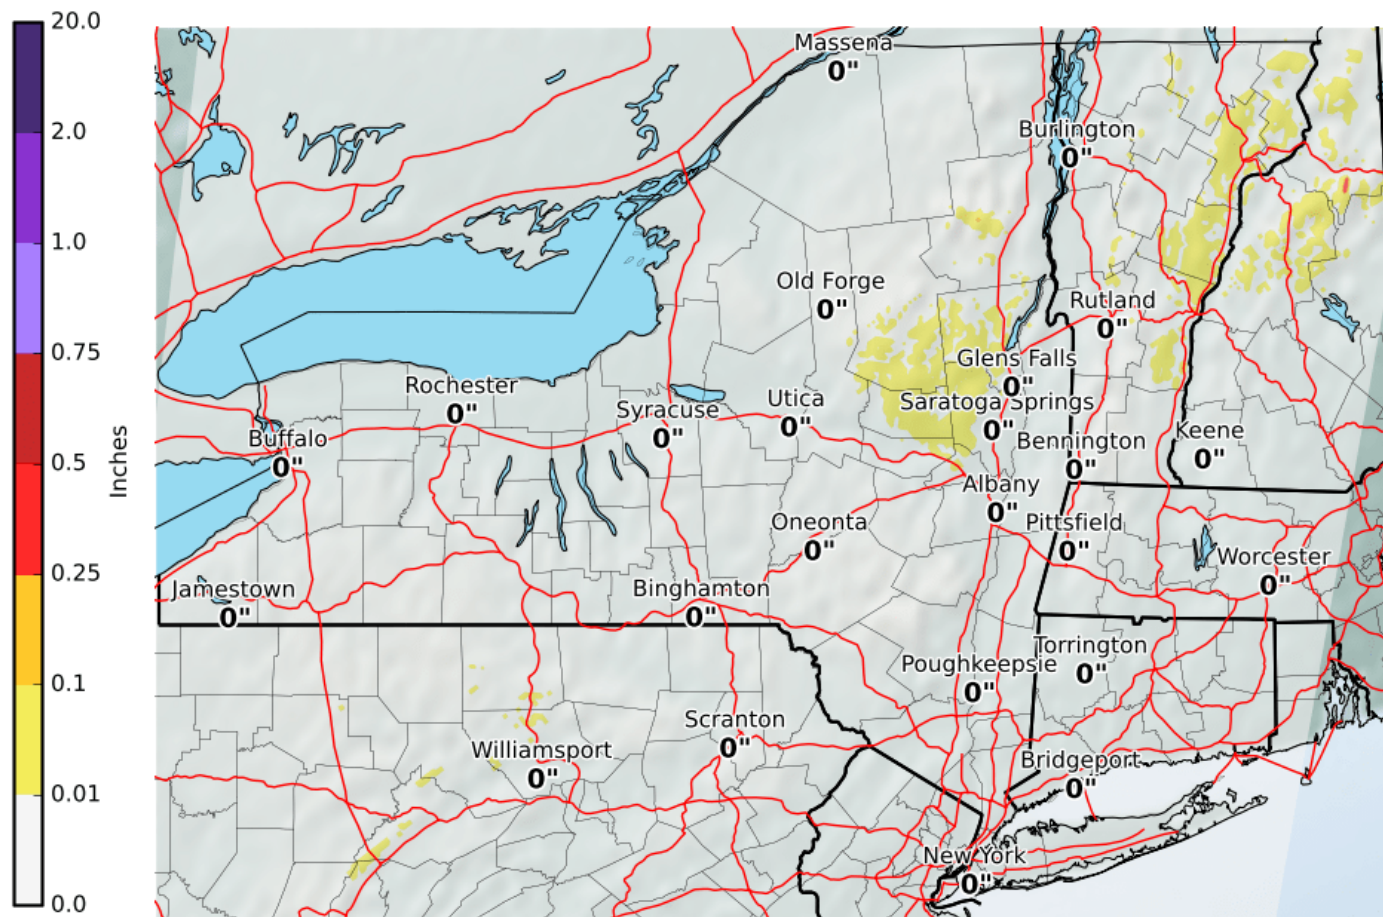 20.0
2.0
1.0
0.75
0.5
0.25
0.1
0.01
0.0
Inches
Massena
0"
Burlington
0"
Old Forge
0"
Rutland
0"
Glens Falls
0"
Rochester
0"
Syracuse
0"
Utica
0"
Saratoga Springs
0"
Buffalo
0"
Bennington
0"
Keene
0"
Albany
0"
Oneonta
0"
Pittsfield
0"
Worcester
0"
Jamestown
0"
Binghamton
0"
Poughkeepsie
0"
Torrington
0"
Scranton
0"
Williamsport
0"
Bridgeport
0"
New York
0"